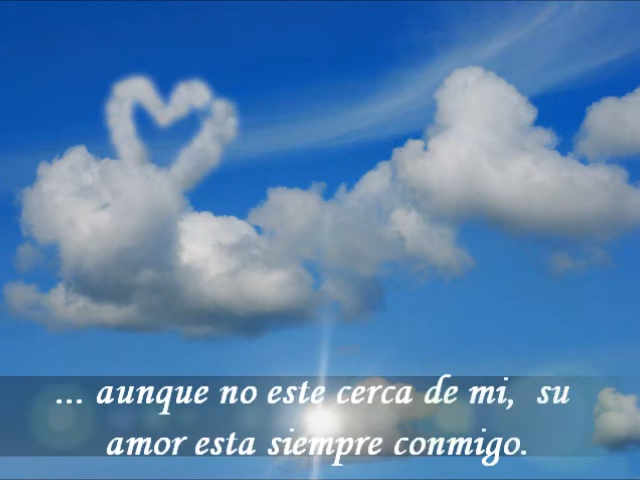 ... aunque no este cerca de mi, su
amor esta siempre conmigo.